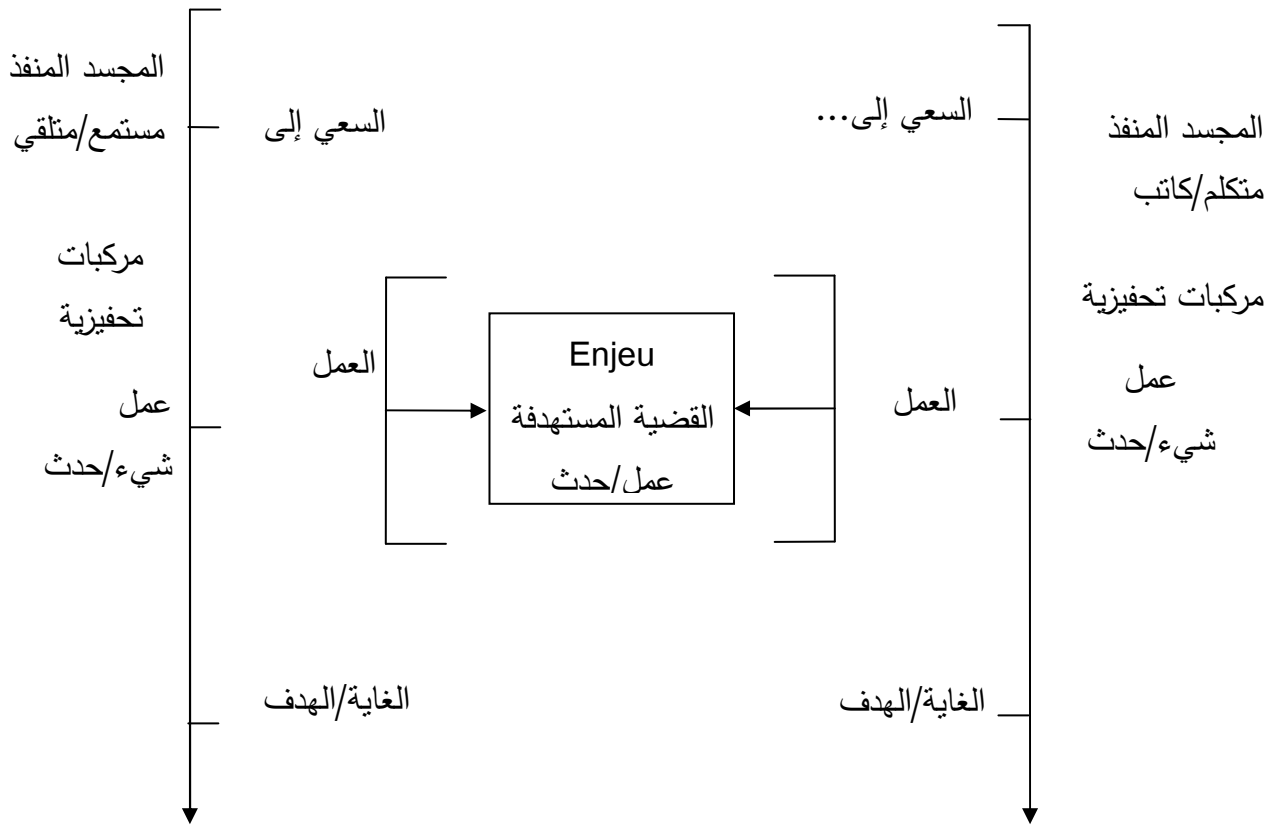 السعي إلى...
المجسد المنفذ
متكلم/كاتب
مركبات تحفيزية
عمل
شيء/حدث
العمل
الغاية/الهدف
Enjeu
القضية المستهدفة
عمل/حدث
السعي إلى
العمل
الغاية/الهدف
المجسد المنفذ
مستمع/متلقي
مركبات
تحفيزية
عمل
شيء/حدث